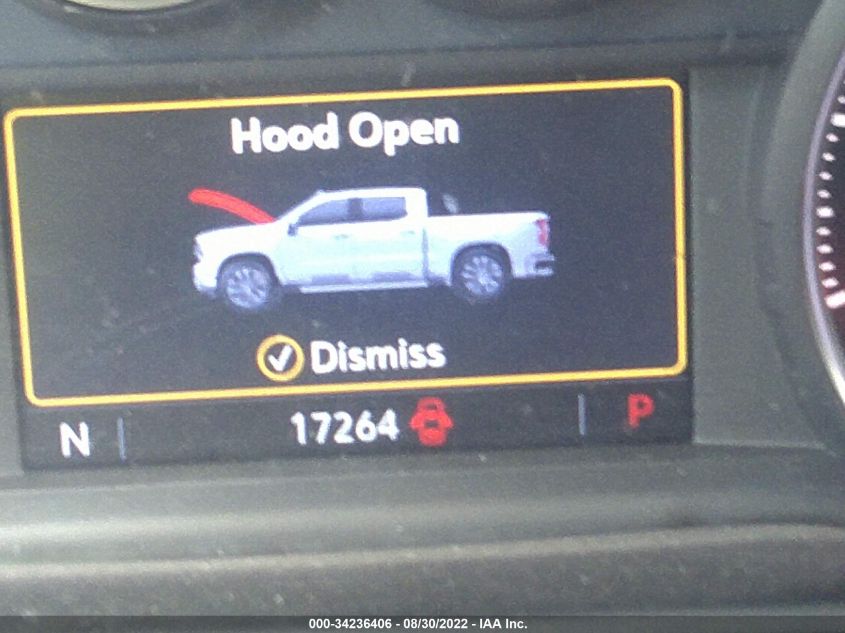 Hood Open
Dismiss
N 17264 P
000-34236406 - 08/30/2022 - IAA Inc.